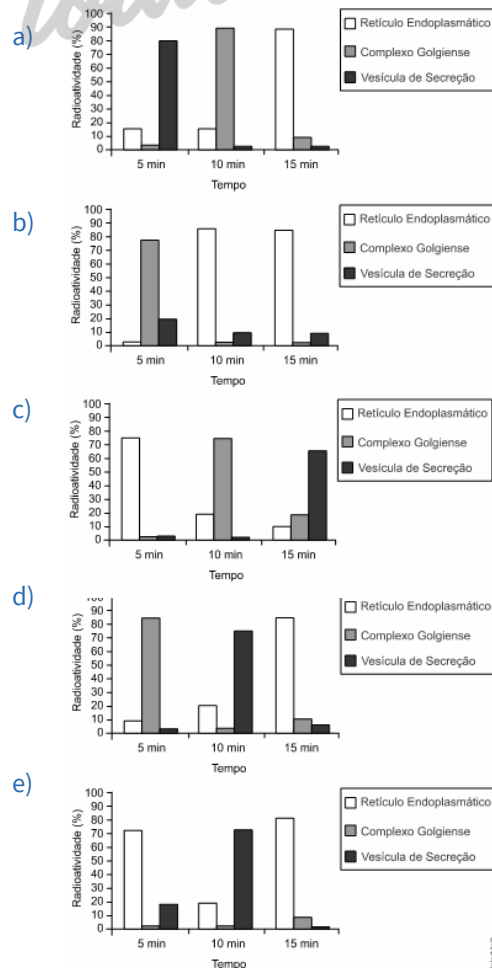 a)
Radioatividade (%)
100
90
80
70
60
50
40
30
20
10
0
5 min 10 min 15 min
Tempo
Retículo Endoplasmático
Complexo Golgiense
Vesícula de Secreção
b)
Radioatividade (%)
100
90
80
70
60
50
40
30
20
10
0
5 min 10 min 15 min
Tempo
Retículo Endoplasmático
Complexo Golgiense
Vesícula de Secreção
c)
Radioatividade (%)
100
90
80
70
60
50
40
30
20
10
0
5 min 10 min 15 min
Tempo
Retículo Endoplasmático
Complexo Golgiense
Vesícula de Secreção
d)
Radioatividade (%)
100
90
80
70
60
50
40
30
20
10
0
5 min 10 min 15 min
Tempo
Retículo Endoplasmático
Complexo Golgiense
Vesícula de Secreção
e)
Radioatividade (%)
100
90
80
70
60
50
40
30
20
10
0
5 min 10 min 15 min
Tempo
Retículo Endoplasmático
Complexo Golgiense
Vesícula de Secreção